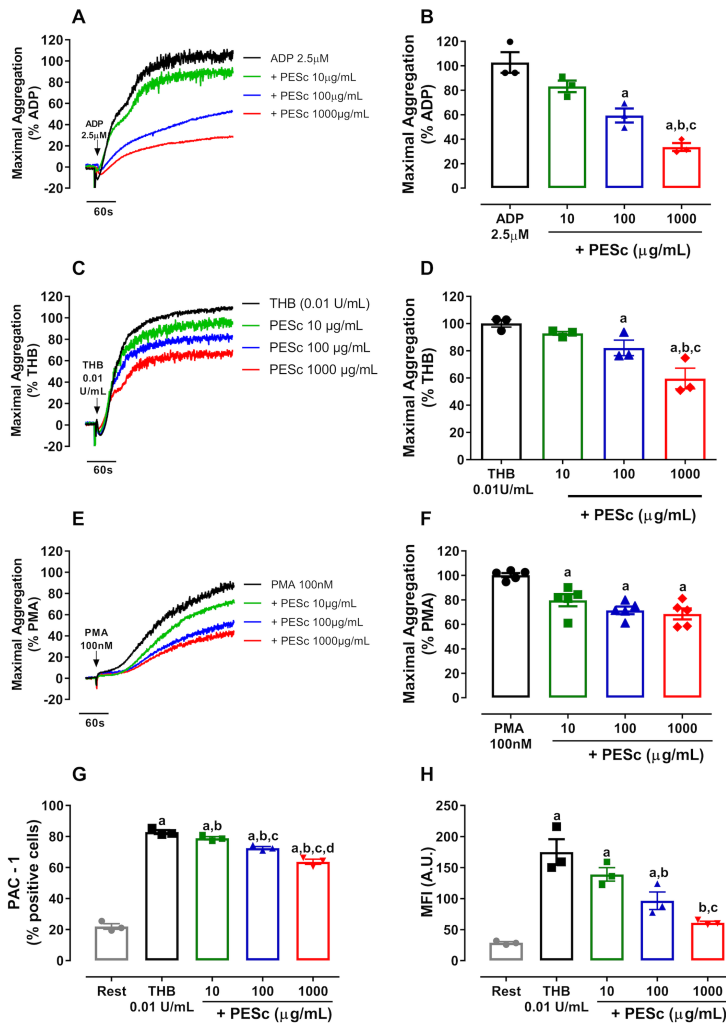 A
Maximal Aggregation
(% ADP)
120
100
80
60
40
20
0
-20
ADP
2.5μM
60s
ADP 2.5μM
+ PESc 10μg/mL
+ PESc 100μg/mL
+ PESc 1000μg/mL
B
Maximal Aggregation
(% ADP)
120
100
80
60
40
20
0
a
a,b,c
ADP
2.5μM
10
100
1000
+ PESc (μg/mL)
C
Maximal Aggregation
(% THB)
120
100
80
60
40
20
0
-20
THB
0.01
U/mL
60s
THB (0.01 U/mL)
PESc 10 μg/mL
PESc 100 μg/mL
PESc 1000 μg/mL
D
Maximal Aggregation
(% THB)
120
100
80
60
40
20
0
a
a,b,c
THB
0.01U/mL
10
100
1000
+ PESc (μg/mL)
E
Maximal Aggregation
(% PMA)
120
100
80
60
40
20
0
-20
PMA
100nM
60s
PMA 100nM
+ PESc 10μg/mL
+ PESc 100μg/mL
+ PESc 1000μg/mL
F
Maximal Aggregation
(% PMA)
120
100
80
60
40
20
0
a
a
a
PMA
100nM
10
100
1000
+ PESc (μg/mL)
G
PAC - 1
(% positive cells)
100
80
60
40
20
0
a
a,b
a,b,c
a,b,c,d
Rest
THB
0.01 U/mL
10
100
1000
+ PESc (μg/mL)
H
MFI (A.U.)
250
200
150
100
50
0
a
a
a,b
b,c
Rest
THB
0.01 U/mL
10
100
1000
+ PESc (μg/mL)